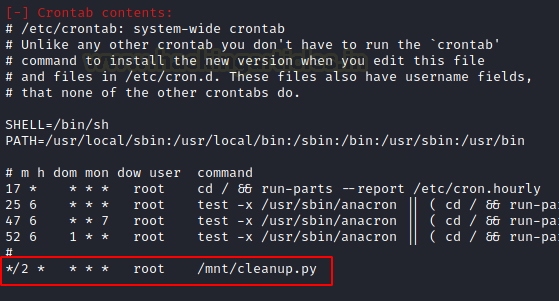 [-] Crontab contents:
# /etc/crontab: system-wide crontab
# Unlike any other crontab you don't have to run the `crontab'
# command to install the new version when you edit this file
# and files in /etc/cron.d. These files also have username fields,
# that none of the other crontabs do.
SHELL=/bin/sh
PATH=/usr/local/sbin:/usr/local/bin:/sbin:/bin:/usr/sbin:/usr/bin
# m h dom mon dow user  command
17 *    * * *   root    cd / && run-parts --report /etc/cron.hourly
25 6    * * *   root    test -x /usr/sbin/anacron || ( cd / && run-pa
47 6    * * 7   root    test -x /usr/sbin/anacron || ( cd / && run-pa
52 6    1 * *   root    test -x /usr/sbin/anacron || ( cd / && run-pa
#
*/2 *   * * *   root    /mnt/cleanup.py